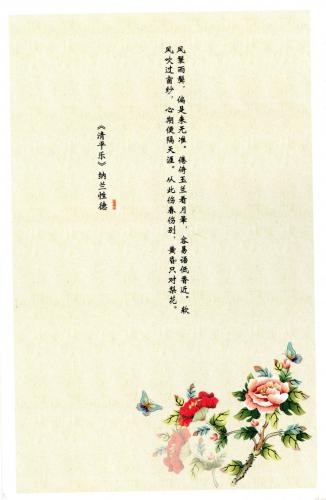 风鬟雨鬓，偏是来无准。倦倚玉兰看月晕，容易语低香近。软
风吹过窗纱，心期便隔天涯。从此伤春伤别，黄昏只对梨花。
《清平乐》纳兰性德